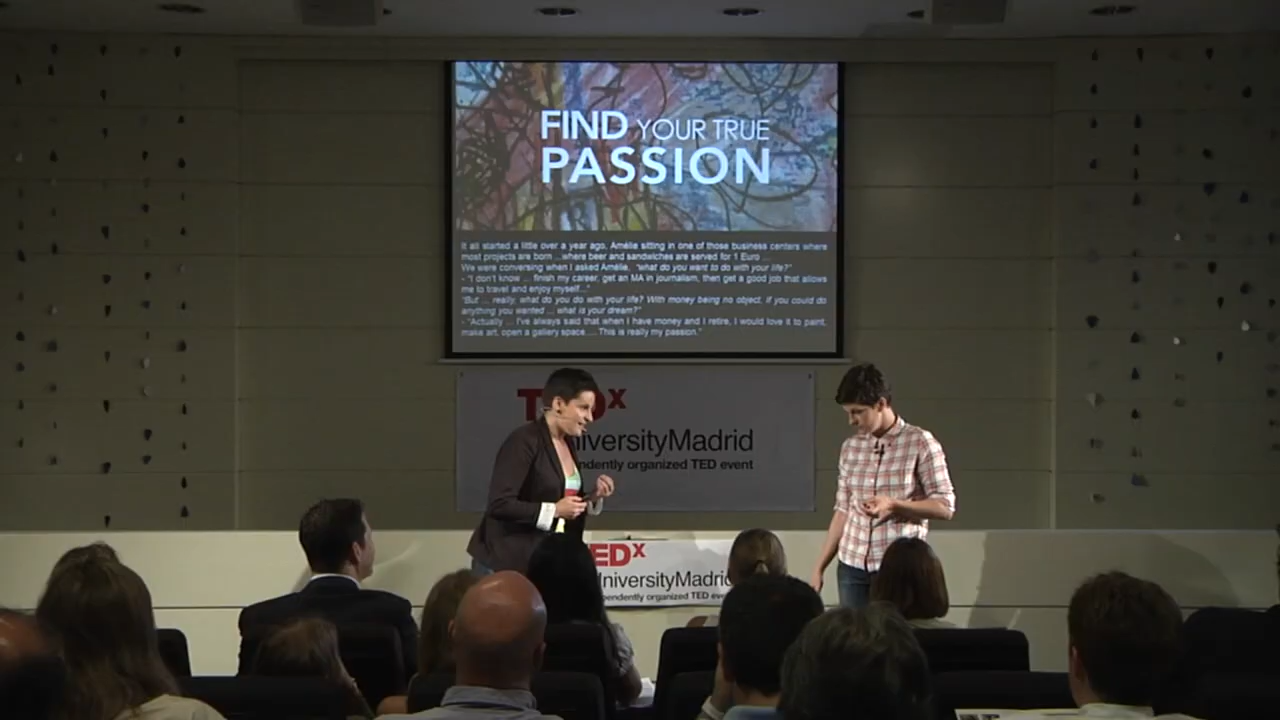 FIND YOUR TRUE
PASSION
It all started a little over a year ago, Amélie sitting in one of those business centers where
most projects are born ...where beer and sandwiches are served for 1 Euro ...
We were conversing when I asked Amélie, "what do you want to do with your life?"
- "I don't know ... finish my career, get an MA in journalism, then get a good job that allows
me to travel and enjoy myself..."
"But ... really, what do you do with your life? With money being no object, if you could do
anything you wanted ... what is your dream?"
- "Actually ... I've always said that when I have money and I retire, I would love it to paint,
make art, open a gallery space.... This is really my passion."
TEDx
niversityMadrid
ndently organized TED event
EDx
UniversityMadrid
pendently organized TED eve